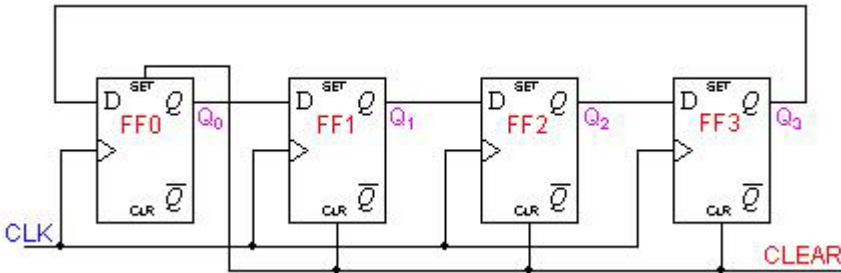 SET SET SET SET
D Q Q0 D Q Q1 D Q Q2 D Q Q3
FF0 FF1 FF2 FF3
Q̅ Q̅ Q̅ Q̅
CLR CLR CLR CLR
CLK
CLEAR